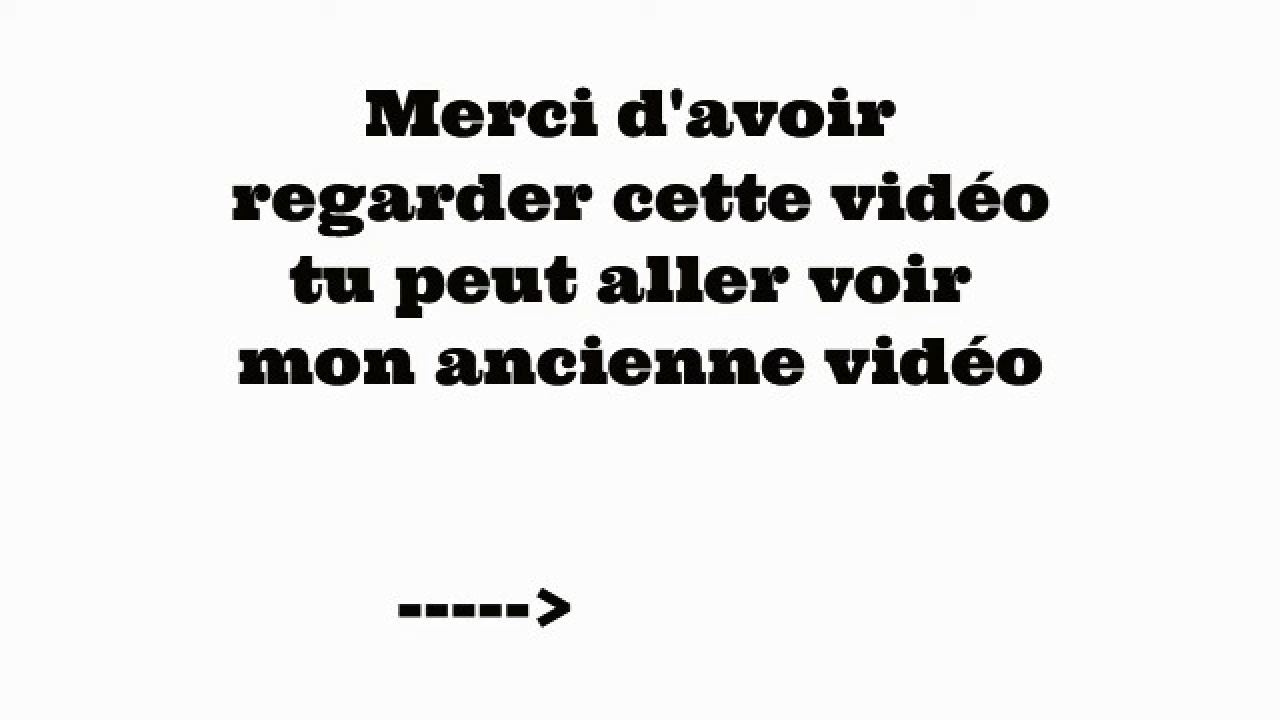 Merci d'avoir
regarder cette vidéo
tu peut aller voir
mon ancienne vidéo
----->